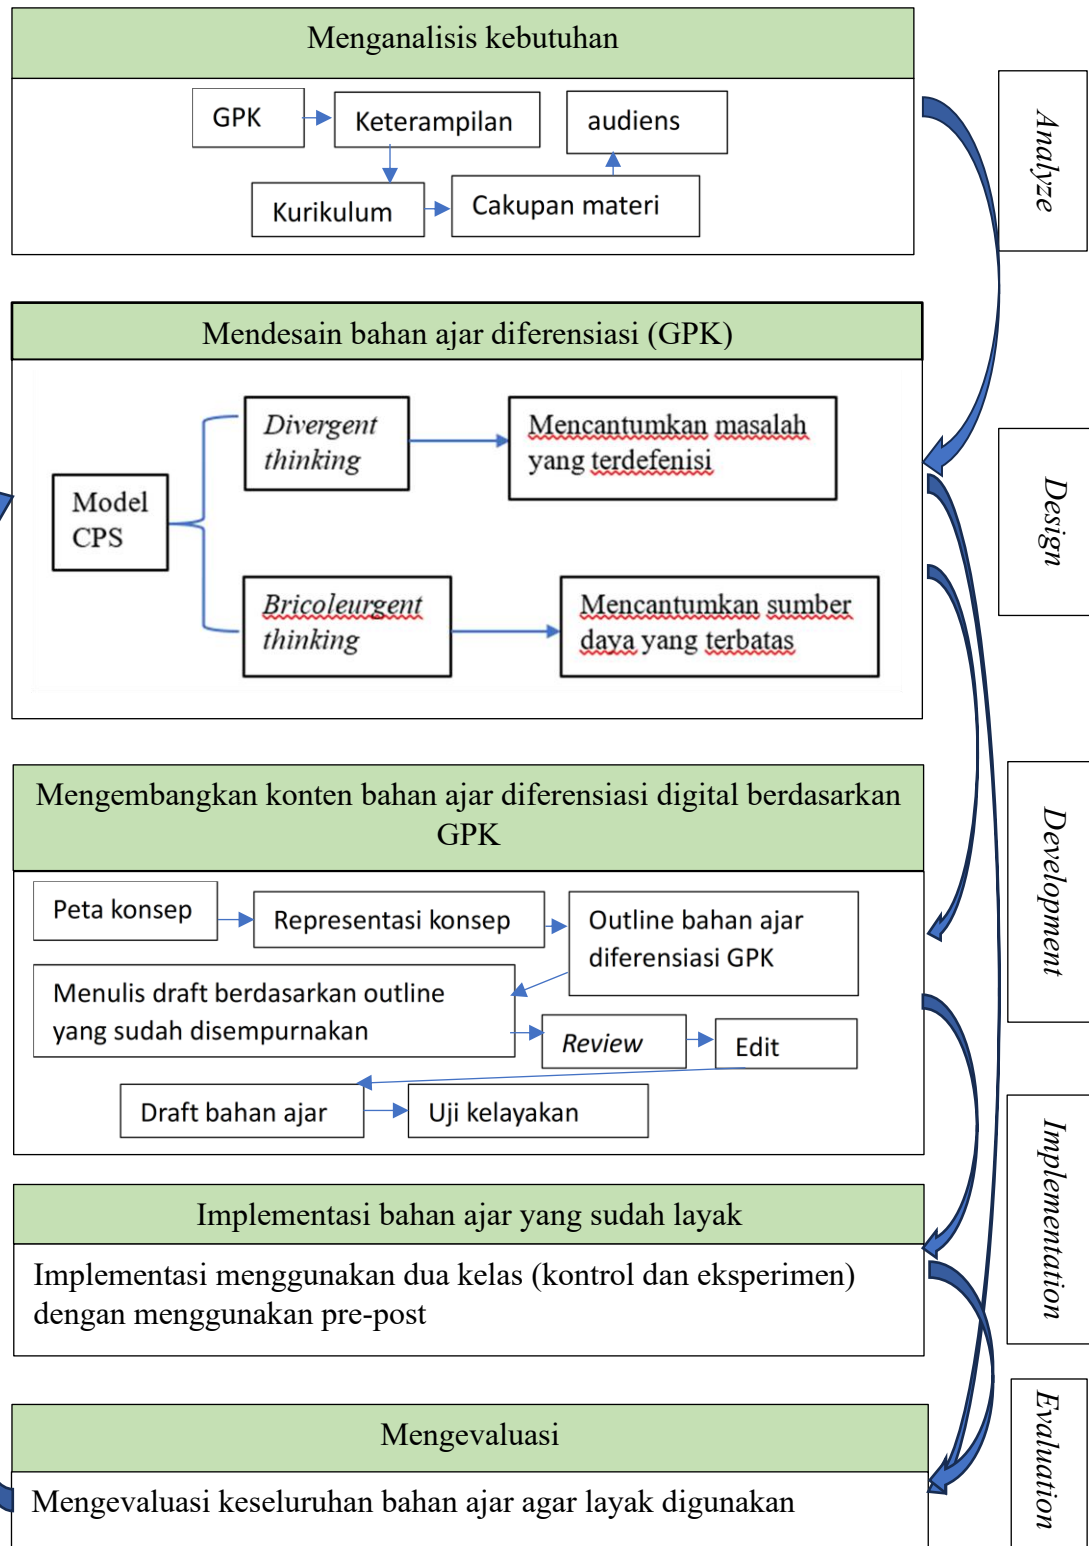 Menganalisis kebutuhan
GPK
Keterampilan
audiens
Kurikulum
Cakupan materi
Analyze
Mendesain bahan ajar diferensiasi (GPK)
Divergent
thinking
Mencantumkan masalah
yang terdefenisi
Model
CPS
Bricoleurgent
thinking
Mencantumkan sumber
daya yang terbatas
Design
Mengembangkan konten bahan ajar diferensiasi digital berdasarkan
GPK
Peta konsep
Representasi konsep
Outline bahan ajar
diferensiasi GPK
Menulis draft berdasarkan outline
yang sudah disempurnakan
Review
Edit
Draft bahan ajar
Uji kelayakan
Development
Implementasi bahan ajar yang sudah layak
Implementasi menggunakan dua kelas (kontrol dan eksperimen)
dengan menggunakan pre-post
Implementation
Mengevaluasi
Mengevaluasi keseluruhan bahan ajar agar layak digunakan
Evaluation